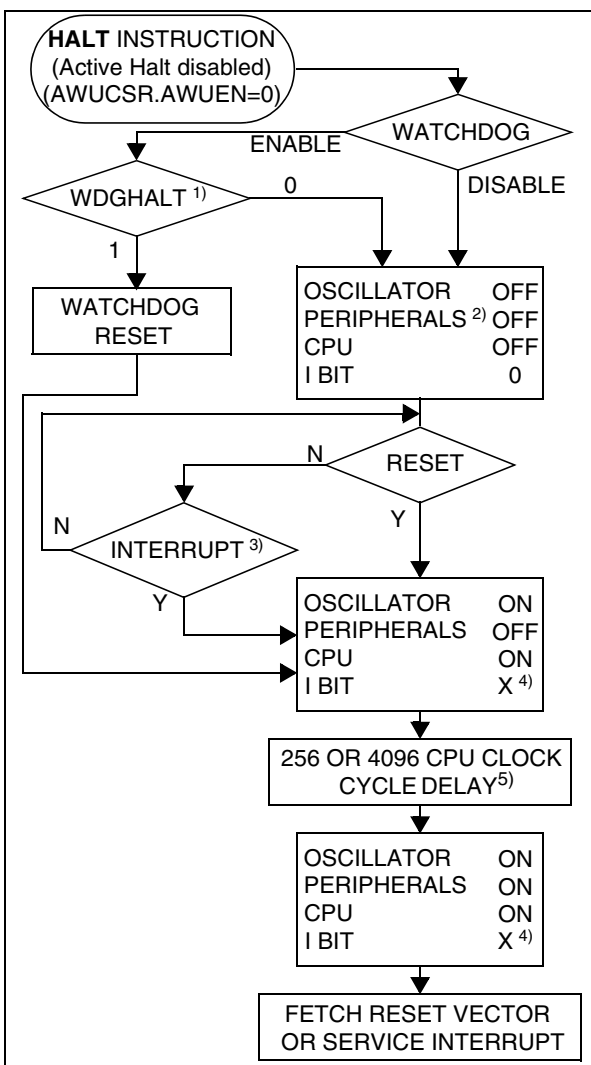 HALT INSTRUCTION
(Active Halt disabled)
(AWUCSR.AWUEN=0)
WATCHDOG
ENABLE
DISABLE
WDGHALT 1)
0
1
WATCHDOG
RESET
OSCILLATOR OFF
PERIPHERALS 2) OFF
CPU OFF
I BIT 0
RESET
N
Y
INTERRUPT 3)
N
Y
OSCILLATOR ON
PERIPHERALS OFF
CPU ON
I BIT X 4)
256 OR 4096 CPU CLOCK
CYCLE DELAY5)
OSCILLATOR ON
PERIPHERALS ON
CPU ON
I BIT X 4)
FETCH RESET VECTOR
OR SERVICE INTERRUPT